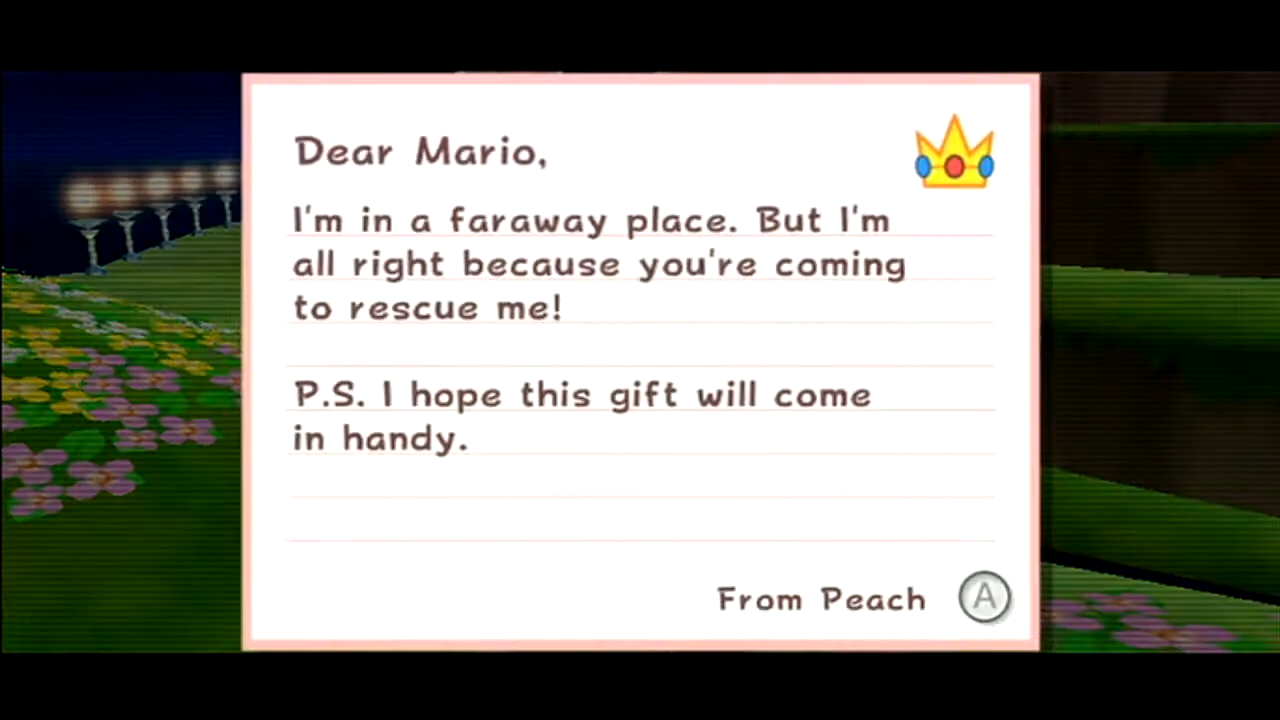 Dear Mario,
I'm in a faraway place. But I'm
all right because you're coming
to rescue me!
P.S. I hope this gift will come
in handy.
From Peach
A